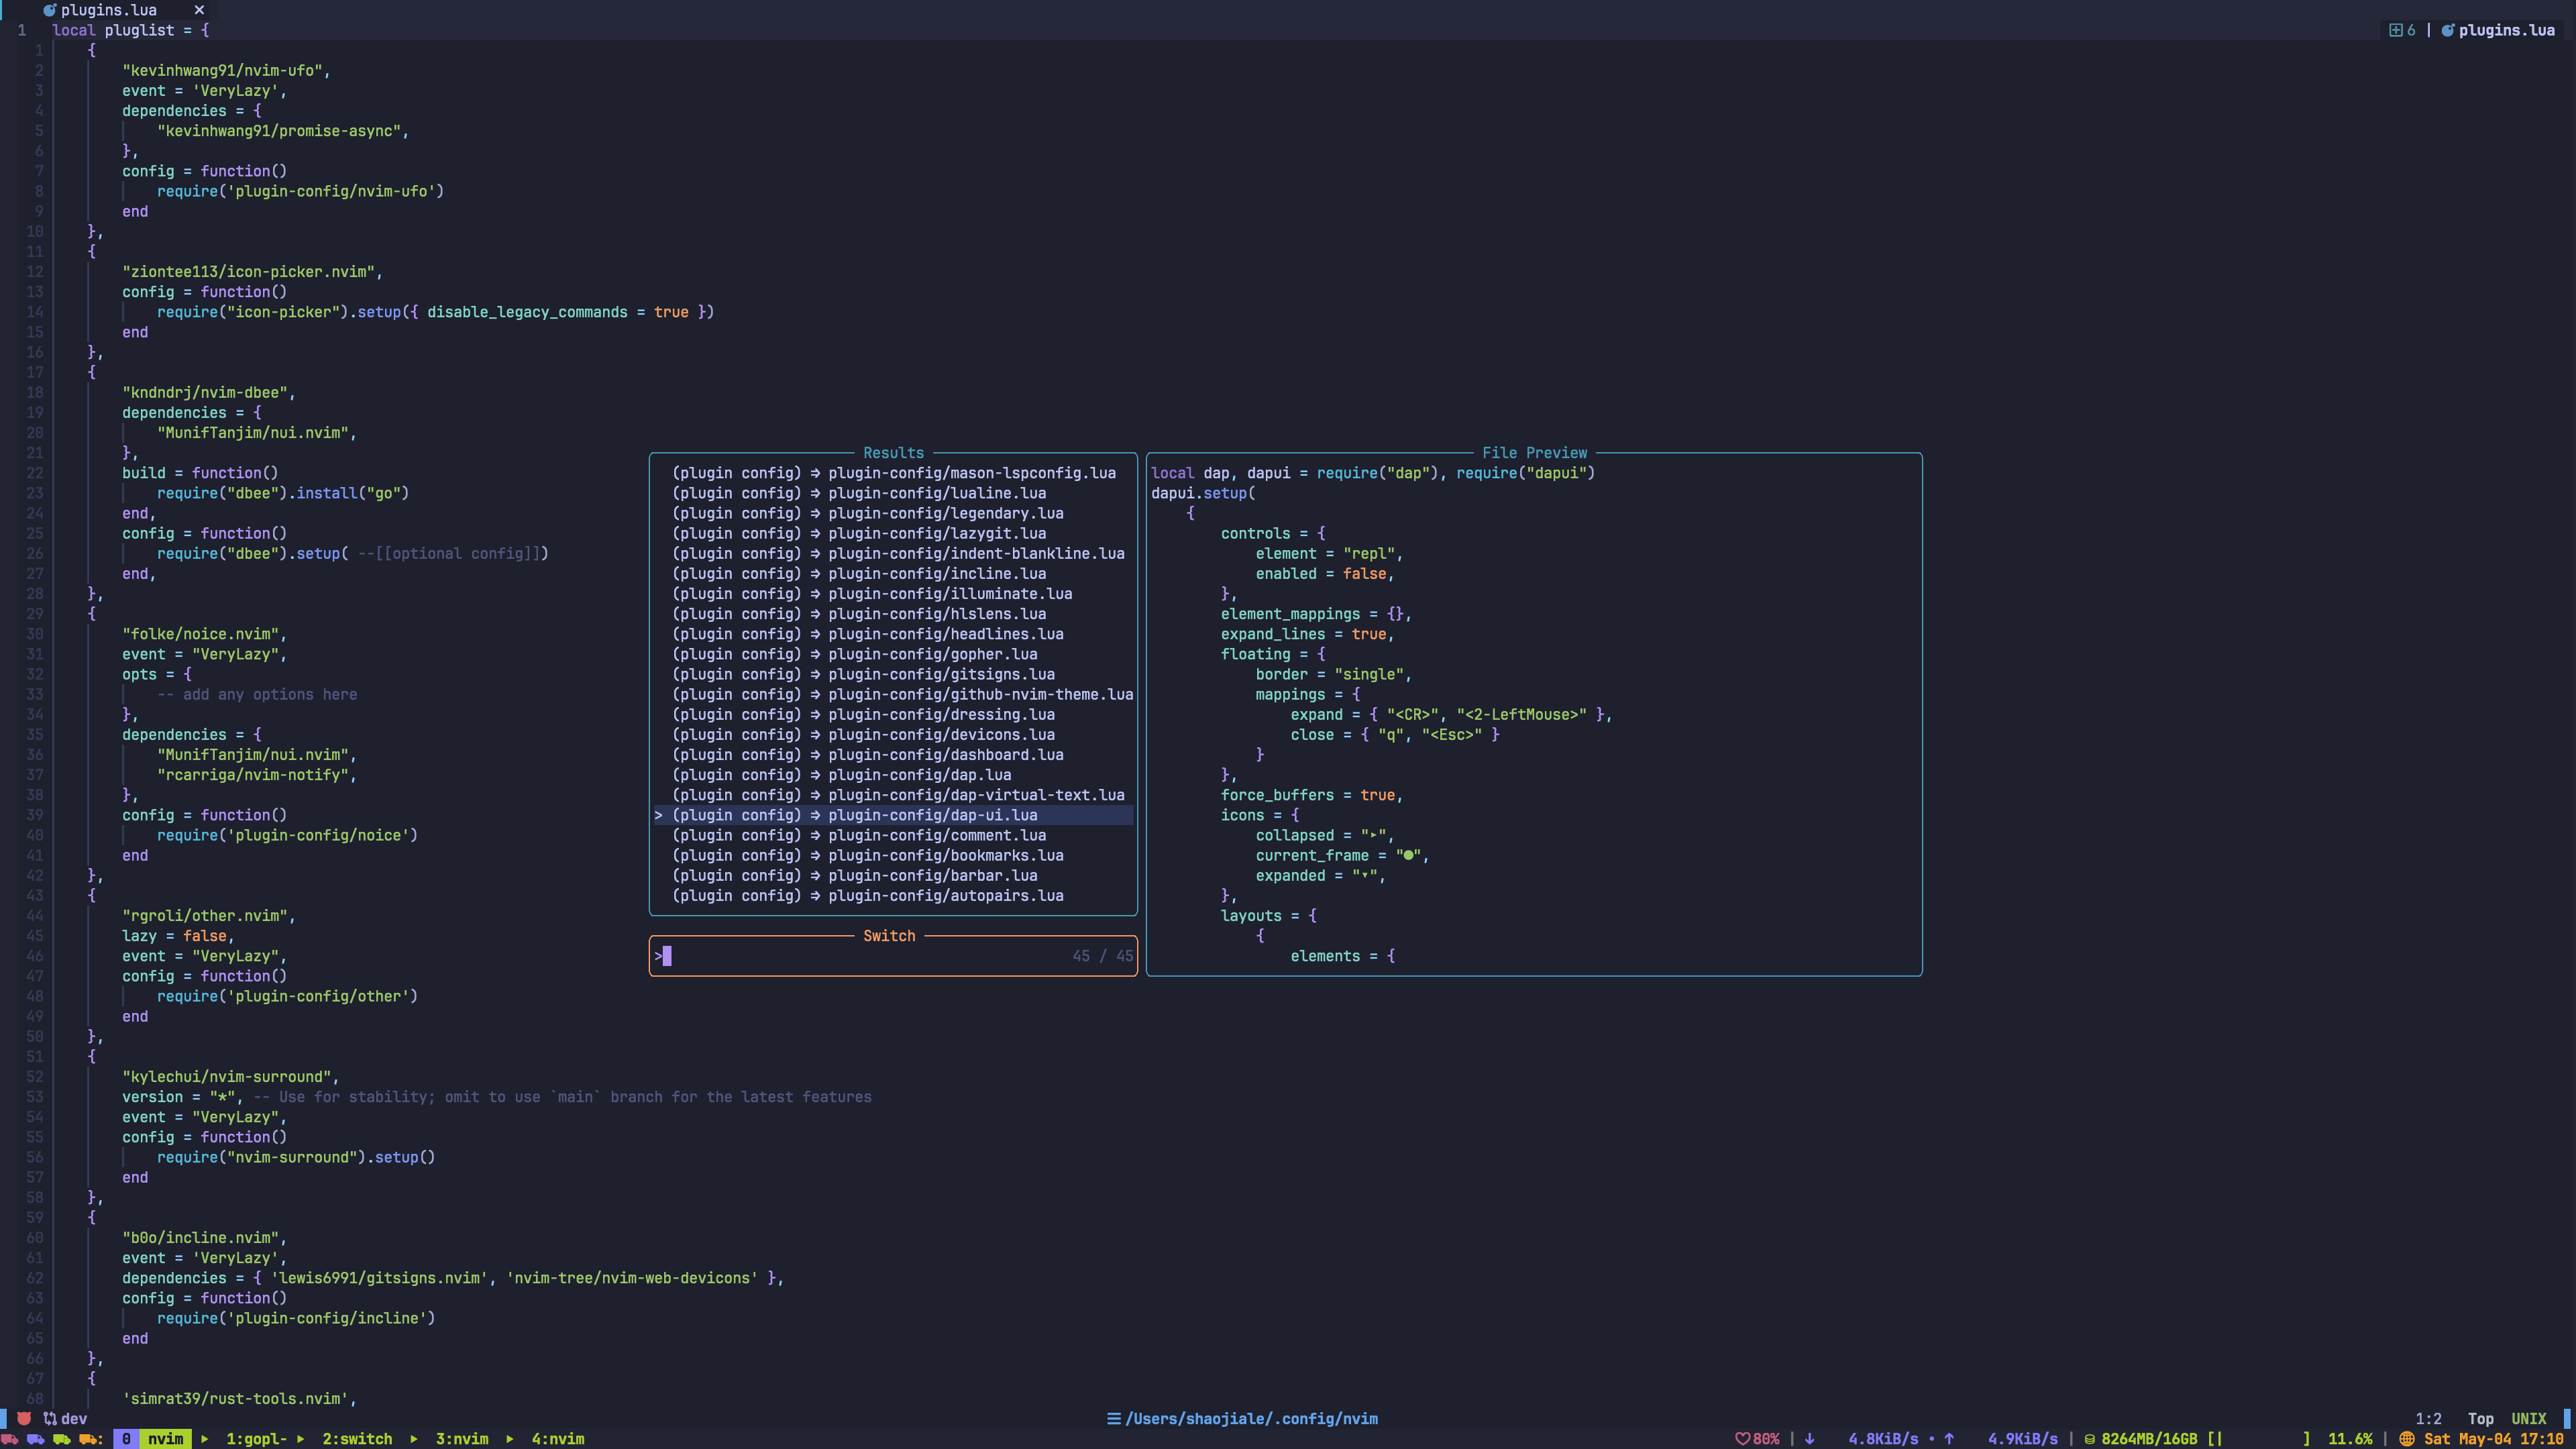 plugins.lua ×
1 local pluglist = { 6 | plugins.lua
1 {
2 "kevinhwang91/nvim-ufo",
3 event = 'VeryLazy',
4 dependencies = {
5 "kevinhwang91/promise-async",
6 },
7 config = function()
8 require('plugin-config/nvim-ufo')
9 end
10 },
11 {
12 "ziontee113/icon-picker.nvim",
13 config = function()
14 require("icon-picker").setup({ disable_legacy_commands = true })
15 end
16 },
17 {
18 "kndndrj/nvim-dbee",
19 dependencies = {
20 "MunifTanjim/nui.nvim",
21 },
22 build = function()
23 require("dbee").install("go")
24 end,
25 config = function()
26 require("dbee").setup( --[[optional config]])
27 end,
28 },
29 {
30 "folke/noice.nvim",
31 event = "VeryLazy",
32 opts = {
33 -- add any options here
34 },
35 dependencies = {
36 "MunifTanjim/nui.nvim",
37 "rcarriga/nvim-notify",
38 },
39 config = function()
40 require('plugin-config/noice')
41 end
42 },
43 {
44 "rgroli/other.nvim",
45 lazy = false,
46 event = "VeryLazy",
47 config = function()
48 require('plugin-config/other')
49 end
50 },
51 {
52 "kylechui/nvim-surround",
53 version = "*", -- Use for stability; omit to use `main` branch for the latest features
54 event = "VeryLazy",
55 config = function()
56 require("nvim-surround").setup()
57 end
58 },
59 {
60 "b0o/incline.nvim",
61 event = 'VeryLazy',
62 dependencies = { 'lewis6991/gitsigns.nvim', 'nvim-tree/nvim-web-devicons' },
63 config = function()
64 require('plugin-config/incline')
65 end
66 },
67 {
68 'simrat39/rust-tools.nvim',
Results
(plugin config) ⇒ plugin-config/mason-lspconfig.lua
(plugin config) ⇒ plugin-config/lualine.lua
(plugin config) ⇒ plugin-config/legendary.lua
(plugin config) ⇒ plugin-config/lazygit.lua
(plugin config) ⇒ plugin-config/indent-blankline.lua
(plugin config) ⇒ plugin-config/incline.lua
(plugin config) ⇒ plugin-config/illuminate.lua
(plugin config) ⇒ plugin-config/hlslens.lua
(plugin config) ⇒ plugin-config/headlines.lua
(plugin config) ⇒ plugin-config/gopher.lua
(plugin config) ⇒ plugin-config/gitsigns.lua
(plugin config) ⇒ plugin-config/github-nvim-theme.lua
(plugin config) ⇒ plugin-config/dressing.lua
(plugin config) ⇒ plugin-config/devicons.lua
(plugin config) ⇒ plugin-config/dashboard.lua
(plugin config) ⇒ plugin-config/dap.lua
(plugin config) ⇒ plugin-config/dap-virtual-text.lua
> (plugin config) ⇒ plugin-config/dap-ui.lua
(plugin config) ⇒ plugin-config/comment.lua
(plugin config) ⇒ plugin-config/bookmarks.lua
(plugin config) ⇒ plugin-config/barbar.lua
(plugin config) ⇒ plugin-config/autopairs.lua
Switch
> 45 / 45
File Preview
local dap, dapui = require("dap"), require("dapui")
dapui.setup(
{
controls = {
element = "repl",
enabled = false,
},
element_mappings = {},
expand_lines = true,
floating = {
border = "single",
mappings = {
expand = { "<CR>", "<2-LeftMouse>" },
close = { "q", "<Esc>" }
}
},
force_buffers = true,
icons = {
collapsed = "▸",
current_frame = "●",
expanded = "▾",
},
layouts = {
{
elements = {
dev ☰ /Users/shaojiale/.config/nvim 1:2 Top UNIX
: 0 nvim ▸ 1:gopl- ▸ 2:switch ▸ 3:nvim ▸ 4:nvim ♡80% | ↓ 4.8KiB/s • ↑ 4.9KiB/s | 8264MB/16GB [| ] 11.6% | Sat May-04 17:10